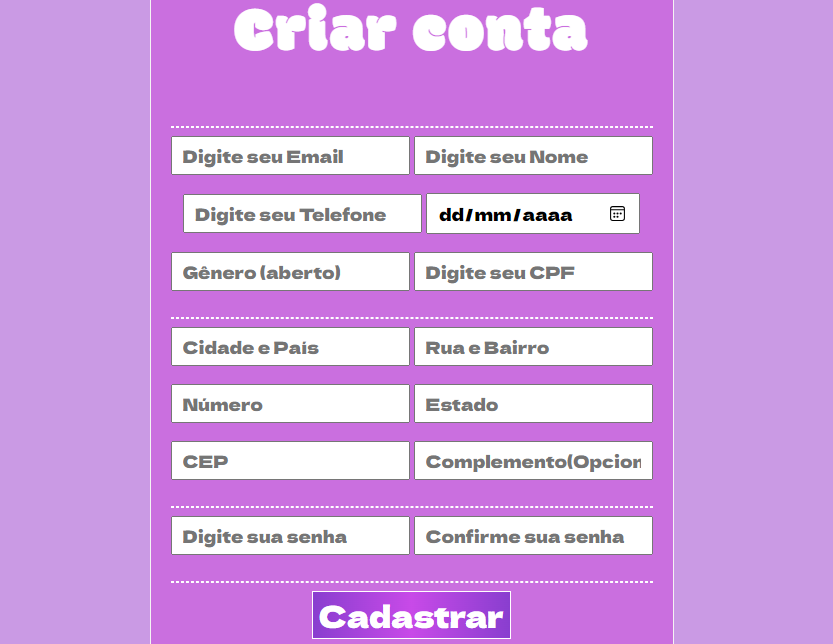 Criar conta
Digite seu Email Digite seu Nome
Digite seu Telefone dd/mm/aaaa
Gênero (aberto) Digite seu CPF
Cidade e País Rua e Bairro
Número Estado
CEP Complemento(Opcion
Digite sua senha Confirme sua senha
Cadastrar